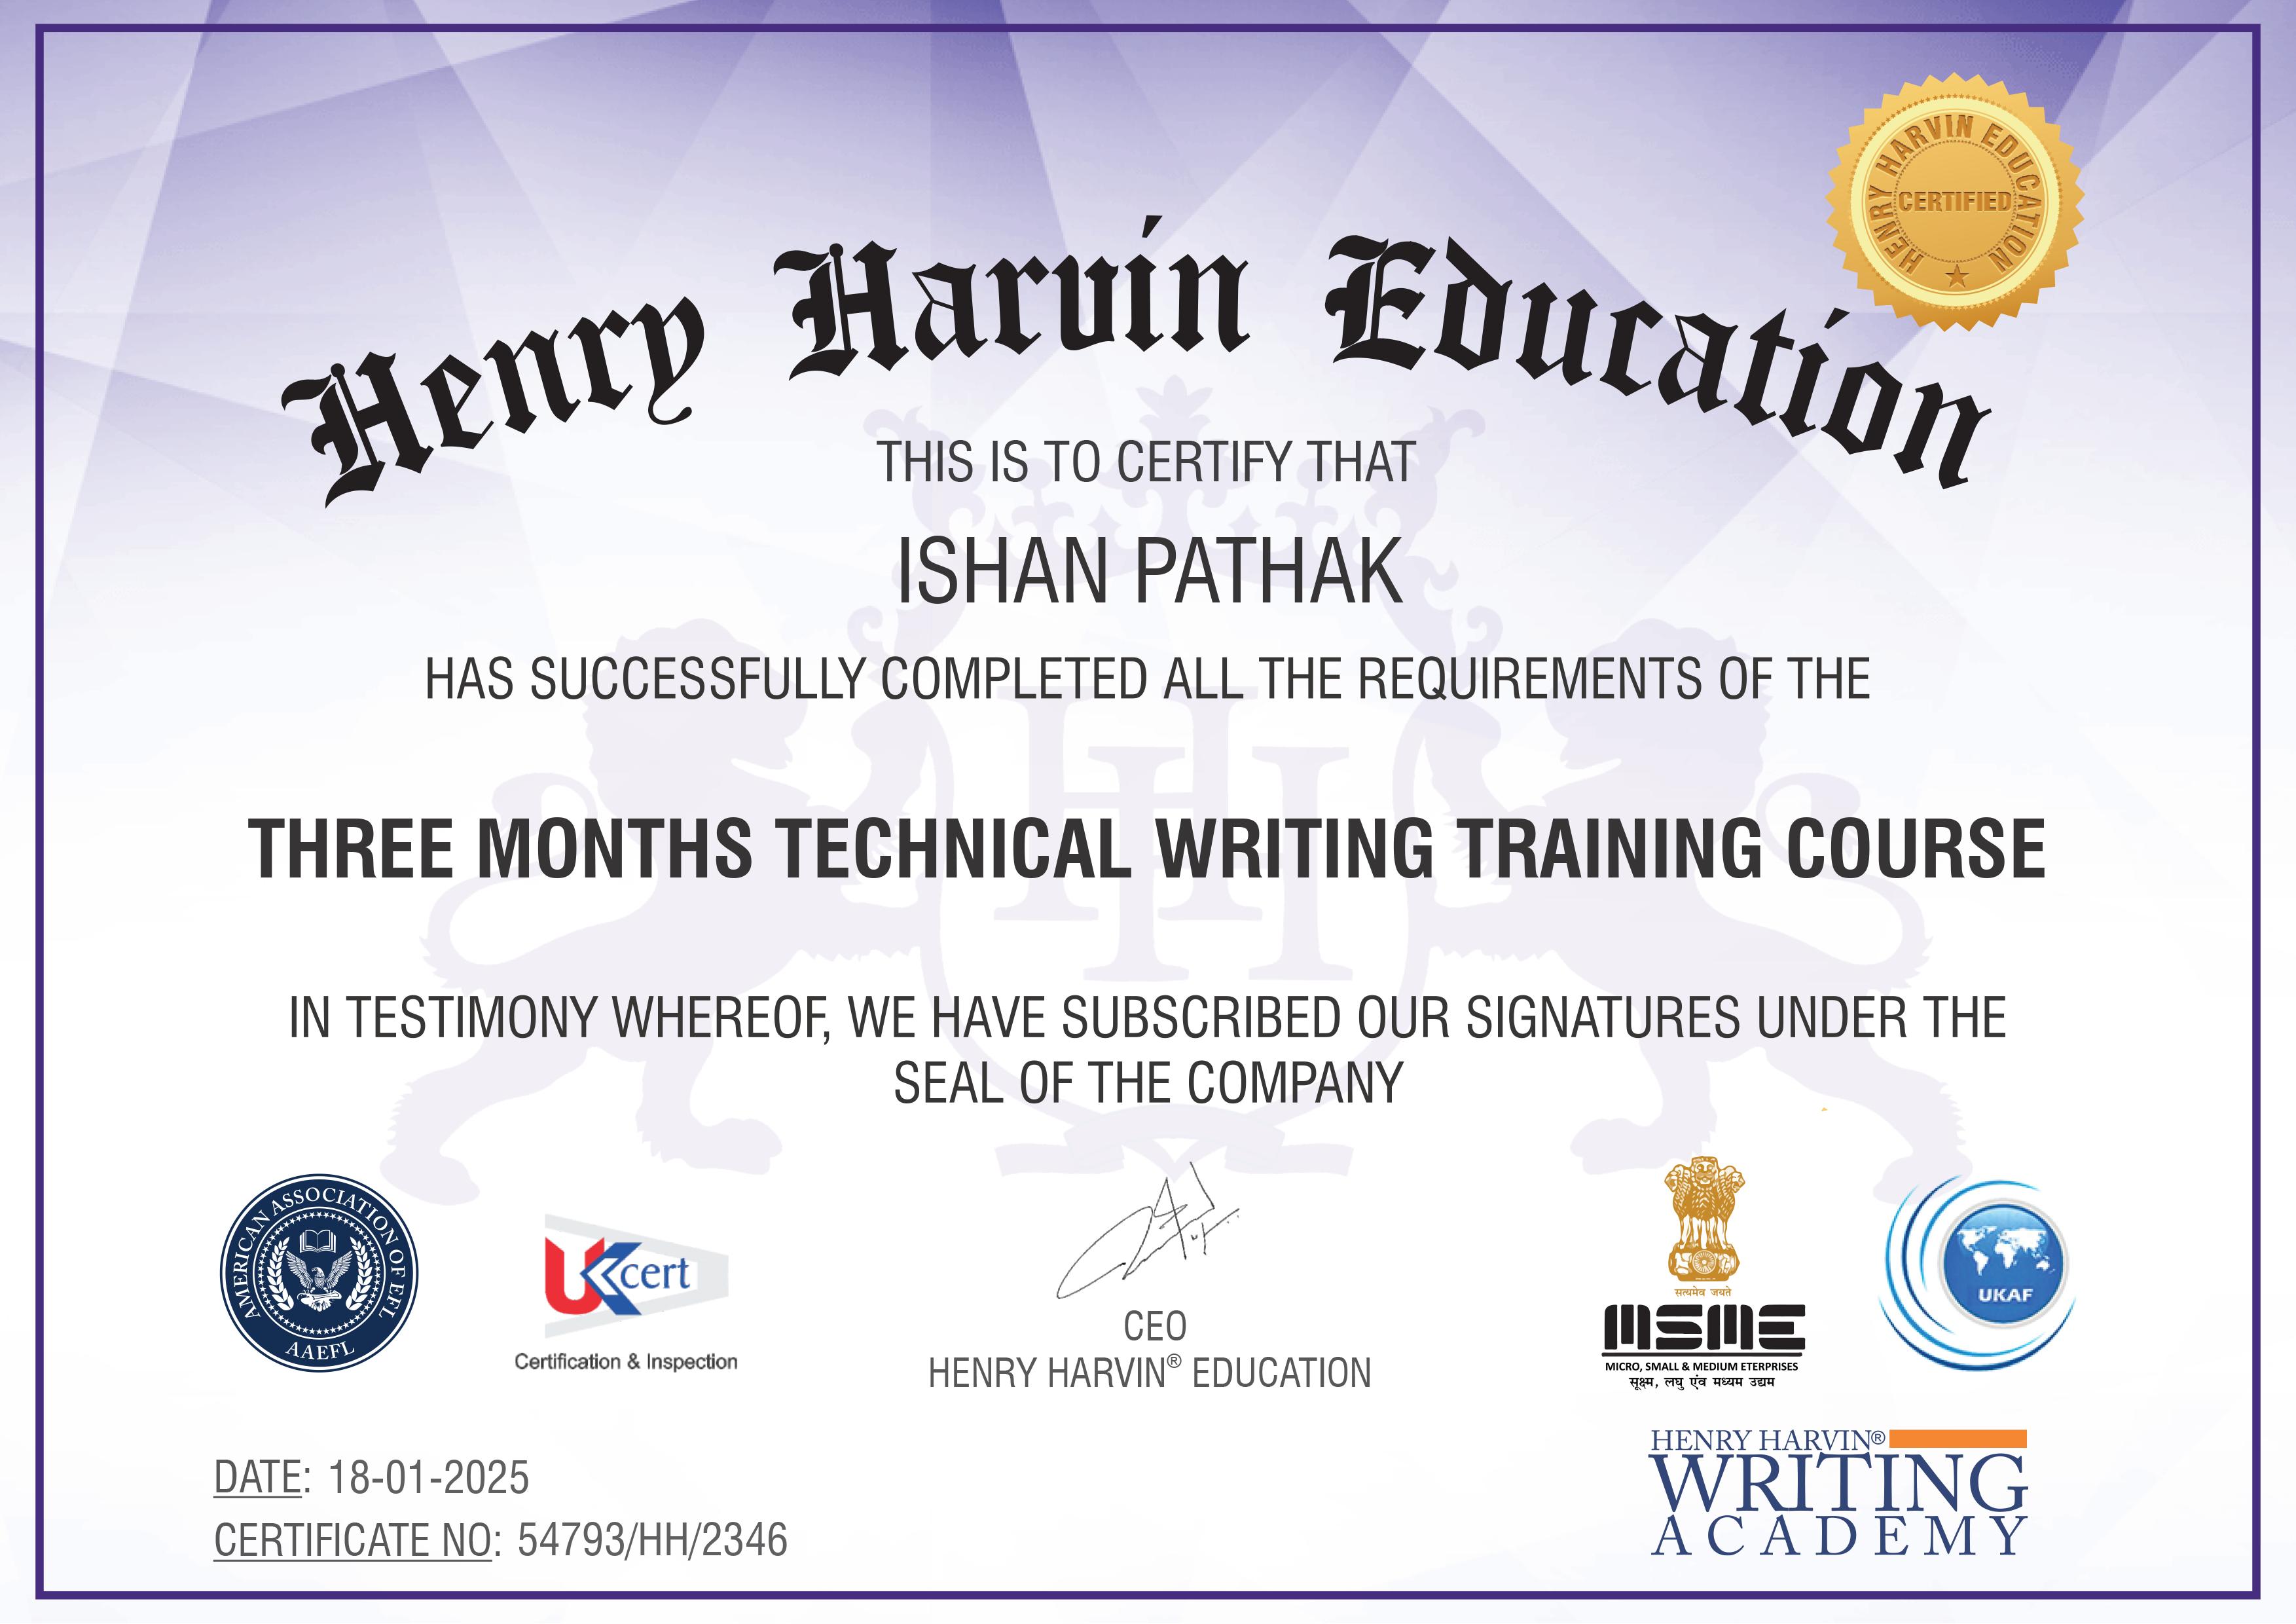 Henry Harvin Education
HENRY HARVIN EDUCATION
CERTIFIED
THIS IS TO CERTIFY THAT
ISHAN PATHAK
HAS SUCCESSFULLY COMPLETED ALL THE REQUIREMENTS OF THE
HH
THREE MONTHS TECHNICAL WRITING TRAINING COURSE
IN TESTIMONY WHEREOF, WE HAVE SUBSCRIBED OUR SIGNATURES UNDER THE
SEAL OF THE COMPANY
AMERICAN ASSOCIATION OF EFL
AAEFL
UKcert
Certification & Inspection
CEO
HENRY HARVIN® EDUCATION
सत्यमेव जयते
MSME
MICRO, SMALL & MEDIUM ETERPRISES
सूक्ष्म, लघु एंव मध्यम उद्यम
UKAF
DATE: 18-01-2025
CERTIFICATE NO: 54793/HH/2346
HENRY HARVIN®
WRITING
ACADEMY